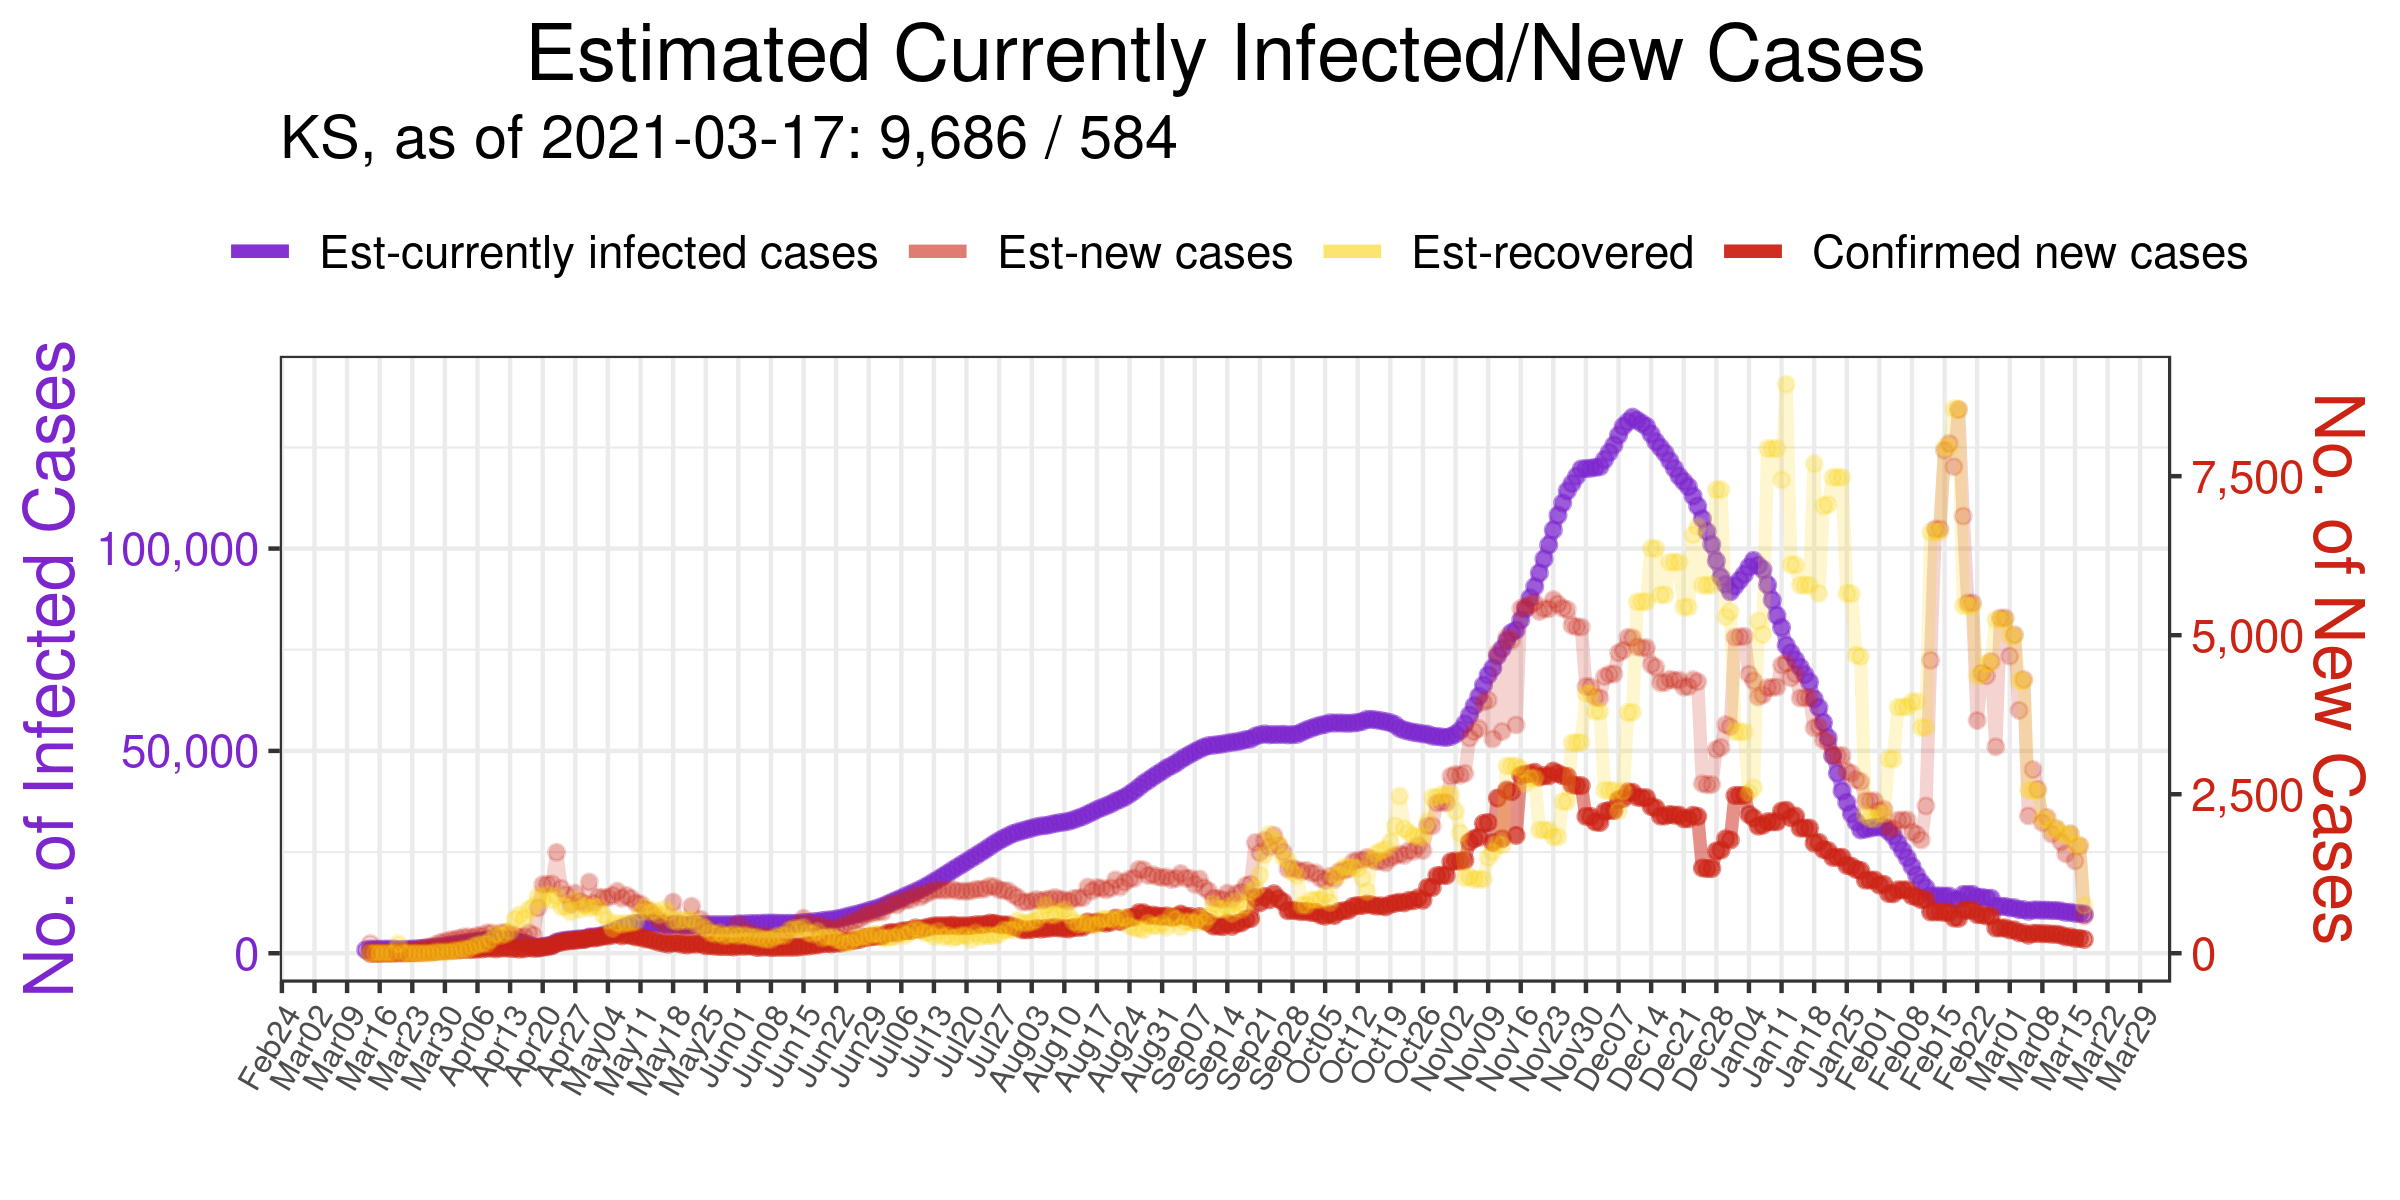 Estimated Currently Infected/New Cases
KS, as of 2021-03-17: 9,686 / 584
Est-currently infected cases
Est-new cases
Est-recovered
Confirmed new cases
No. of Infected Cases
100,000
50,000
0
7,500
5,000
2,500
0
No. of New Cases
Feb24
Mar02
Mar09
Mar16
Mar23
Mar30
Apr06
Apr13
Apr20
Apr27
May04
May11
May18
May25
Jun01
Jun08
Jun15
Jun22
Jun29
Jul06
Jul13
Jul20
Jul27
Aug03
Aug10
Aug17
Aug24
Aug31
Sep07
Sep14
Sep21
Sep28
Oct05
Oct12
Oct19
Oct26
Nov02
Nov09
Nov16
Nov23
Nov30
Dec07
Dec14
Dec21
Dec28
Jan04
Jan11
Jan18
Jan25
Feb01
Feb08
Feb15
Feb22
Mar01
Mar08
Mar15
Mar22
Mar29